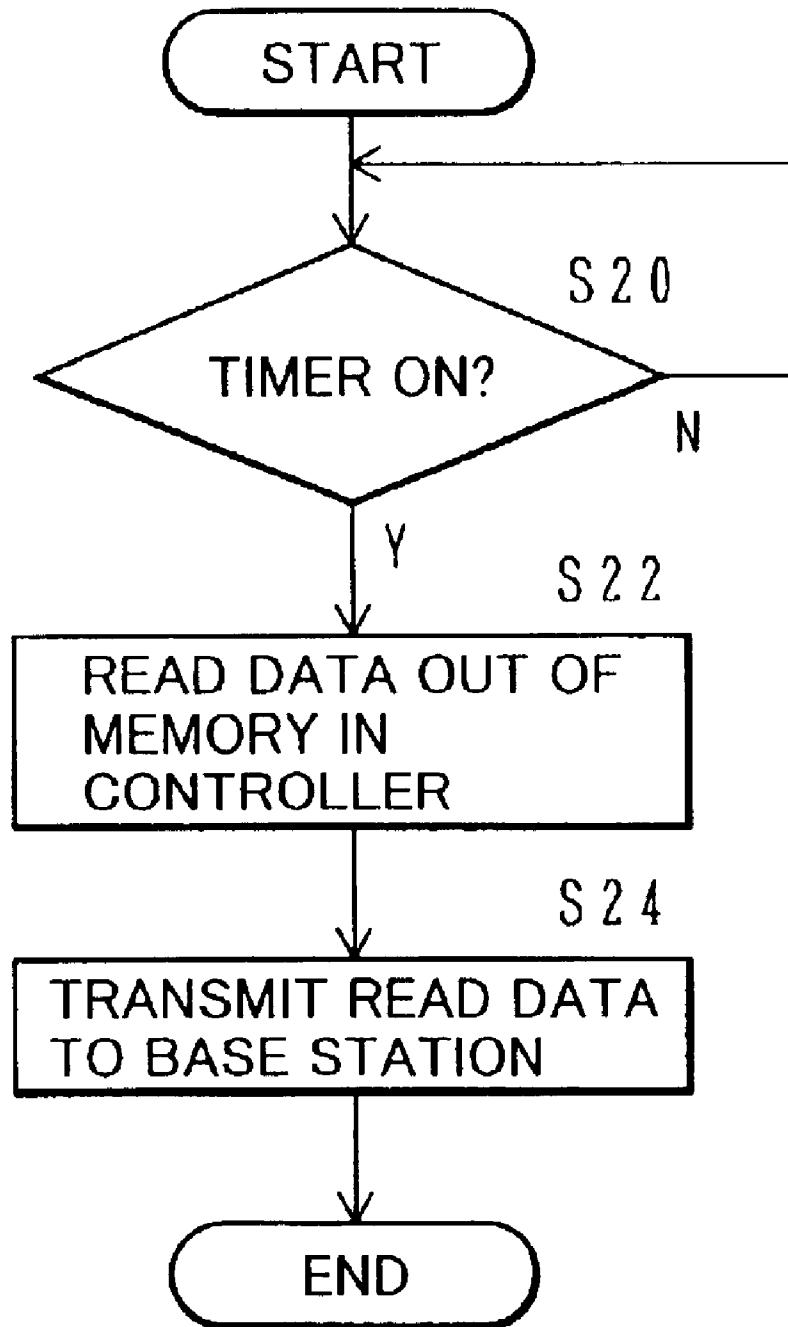 START
S20
TIMER ON?
N
Y
S22
READ DATA OUT OF
MEMORY IN
CONTROLLER
S24
TRANSMIT READ DATA
TO BASE STATION
END